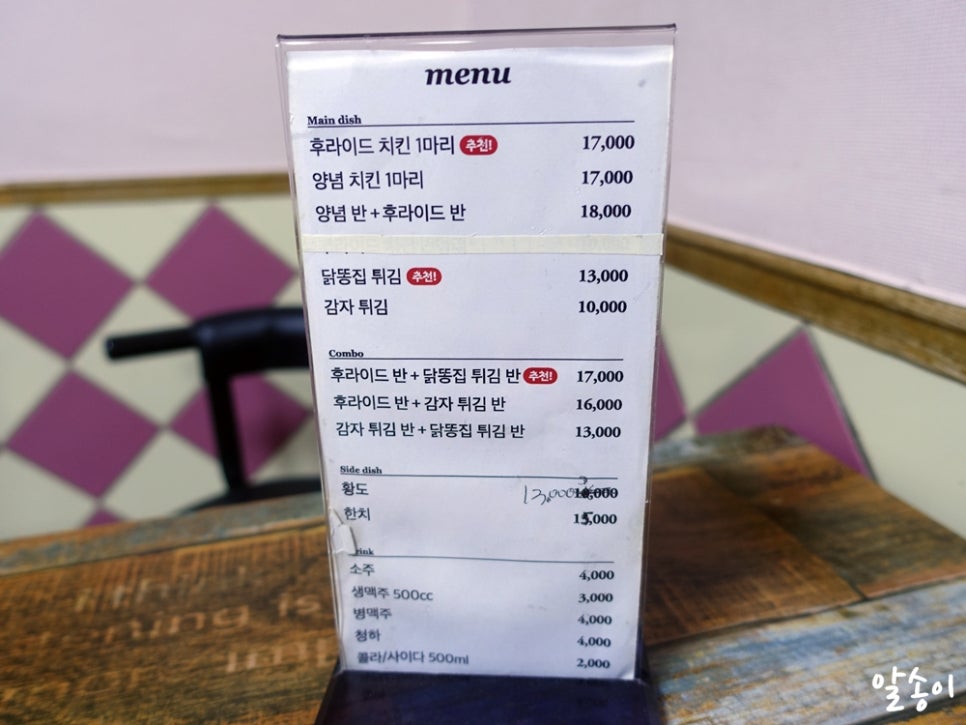 menu
Main dish
후라이드 치킨 1마리 추천! 17,000
양념 치킨 1마리 17,000
양념 반 + 후라이드 반 18,000
닭똥집 튀김 추천! 13,000
감자 튀김 10,000
Combo
후라이드 반 + 닭똥집 튀김 반 추천! 17,000
후라이드 반 + 감자 튀김 반 16,000
감자 튀김 반 + 닭똥집 튀김 반 13,000
Side dish
황도 13,000
한치 15,000
소주 4,000
생맥주 500cc 3,000
병맥주 4,000
청하 4,000
콜라/사이다 500ml 2,000
알송이